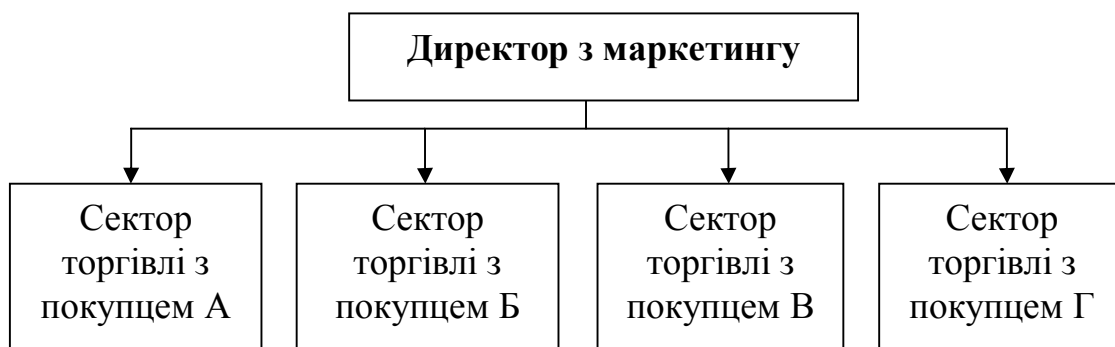 Директор з маркетингу
Сектор
торгівлі з
покупцем А
Сектор
торгівлі з
покупцем Б
Сектор
торгівлі з
покупцем В
Сектор
торгівлі з
покупцем Г